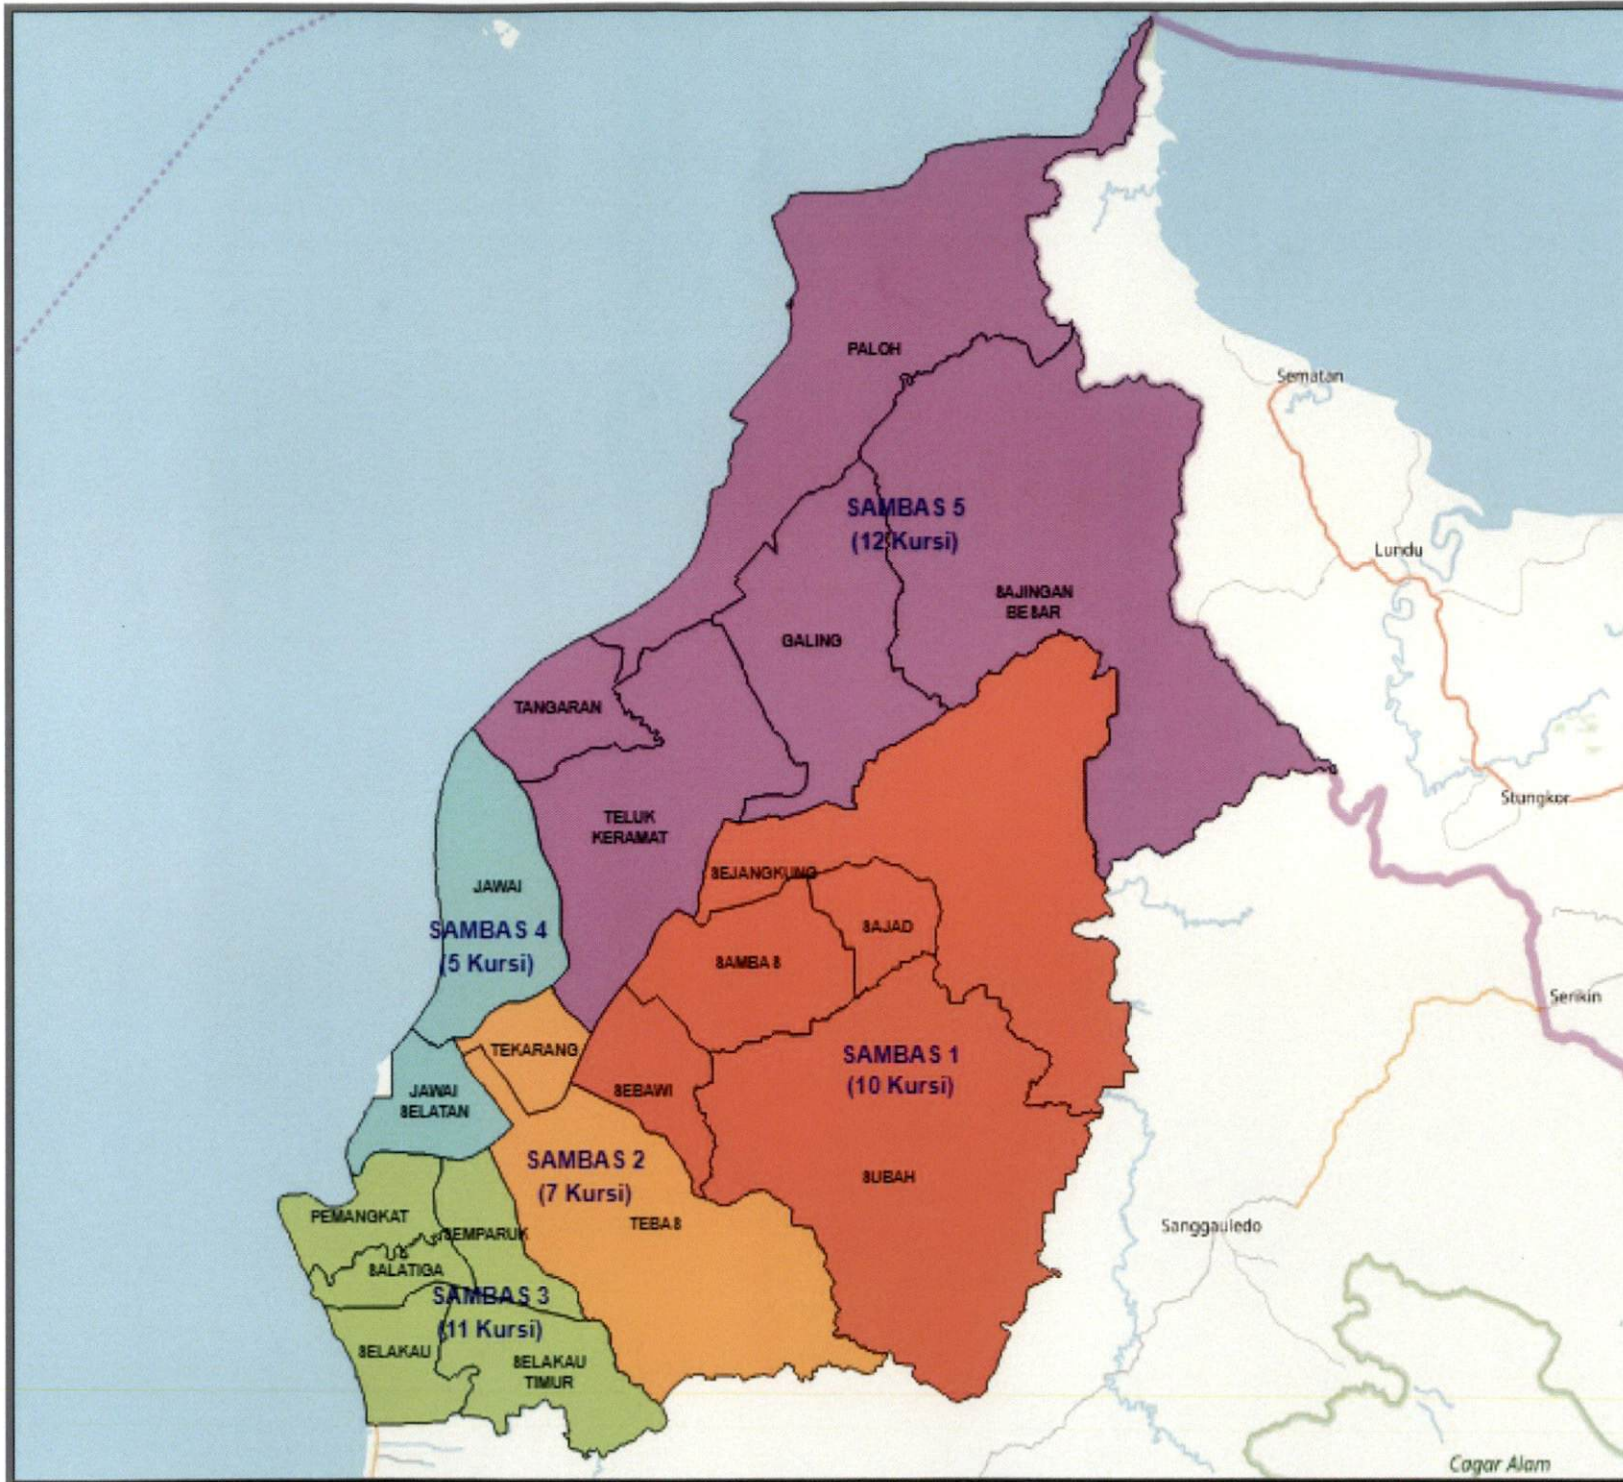 PALOH
Sematan
SAMBAS 5
(12 Kursi)
Lundu
SAJINGAN
BESAR
GALING
TANGARAN
Stungkor
TELUK
KERAMAT
SEJANGKUNG
JAWAI
SAJAD
SAMBAS 4
(5 Kursi)
SAMBAS
Serikin
TEKARANG
SAMBAS 1
(10 Kursi)
SEBAWI
JAWAI
SELATAN
SAMBAS 2
(7 Kursi)
SUBAH
TEBAS
PEMANGKAT
SEMPARUK
Sanggauledo
SALATIGA
SAMBAS 3
(11 Kursi)
SELAKAU
SELAKAU
TIMUR
Cagar Alam